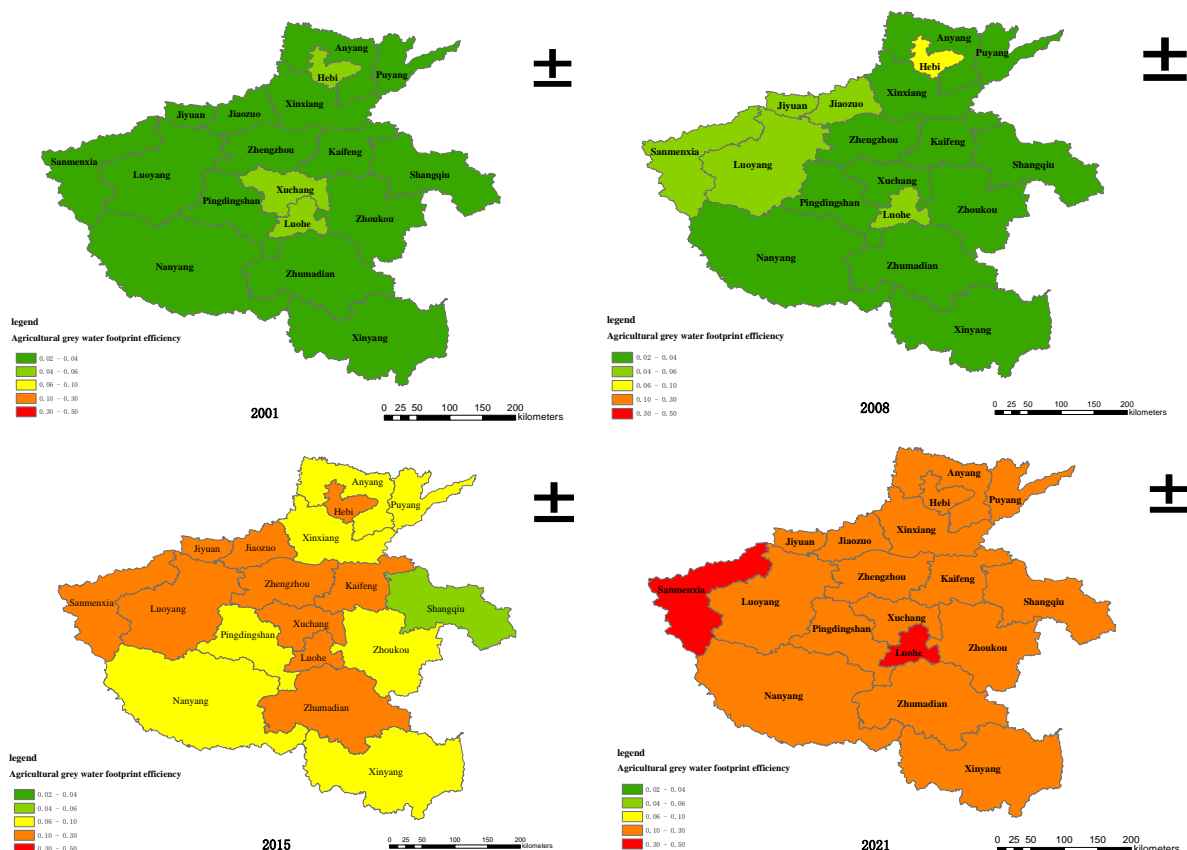 Anyang
Hebi
Puyang
Xinxiang
Jiyuan
Jiaozuo
Sanmenxia
Luoyang
Zhengzhou
Kaifeng
Shangqiu
Pingdingshan
Xuchang
Luohe
Zhoukou
Nanyang
Zhumadian
Xinyang
legend
Agricultural grey water footprint efficiency
0.02 - 0.04
0.04 - 0.06
0.06 - 0.10
0.10 - 0.30
0.30 - 0.50
2001
0 25 50 100 150 200
kilometers
Anyang
Hebi
Puyang
Xinxiang
Jiyuan
Jiaozuo
Sanmenxia
Luoyang
Zhengzhou
Kaifeng
Shangqiu
Pingdingshan
Xuchang
Luohe
Zhoukou
Nanyang
Zhumadian
Xinyang
legend
Agricultural grey water footprint efficiency
0.02 - 0.04
0.04 - 0.06
0.06 - 0.10
0.10 - 0.30
0.30 - 0.50
2008
0 25 50 100 150 200
kilometers
Anyang
Hebi
Puyang
Xinxiang
Jiyuan
Jiaozuo
Sanmenxia
Luoyang
Zhengzhou
Kaifeng
Shangqiu
Pingdingshan
Xuchang
Luohe
Zhoukou
Nanyang
Zhumadian
Xinyang
legend
Agricultural grey water footprint efficiency
0.02 - 0.04
0.04 - 0.06
0.06 - 0.10
0.10 - 0.30
0.30 - 0.50
2015
0 25 50 100 150 200
kilometers
Anyang
Hebi
Puyang
Xinxiang
Jiyuan
Jiaozuo
Sanmenxia
Luoyang
Zhengzhou
Kaifeng
Shangqiu
Pingdingshan
Xuchang
Luohe
Zhoukou
Nanyang
Zhumadian
Xinyang
legend
Agricultural grey water footprint efficiency
0.02 - 0.04
0.04 - 0.06
0.06 - 0.10
0.10 - 0.30
0.30 - 0.50
2021
0 25 50 100 150 200
kilometers